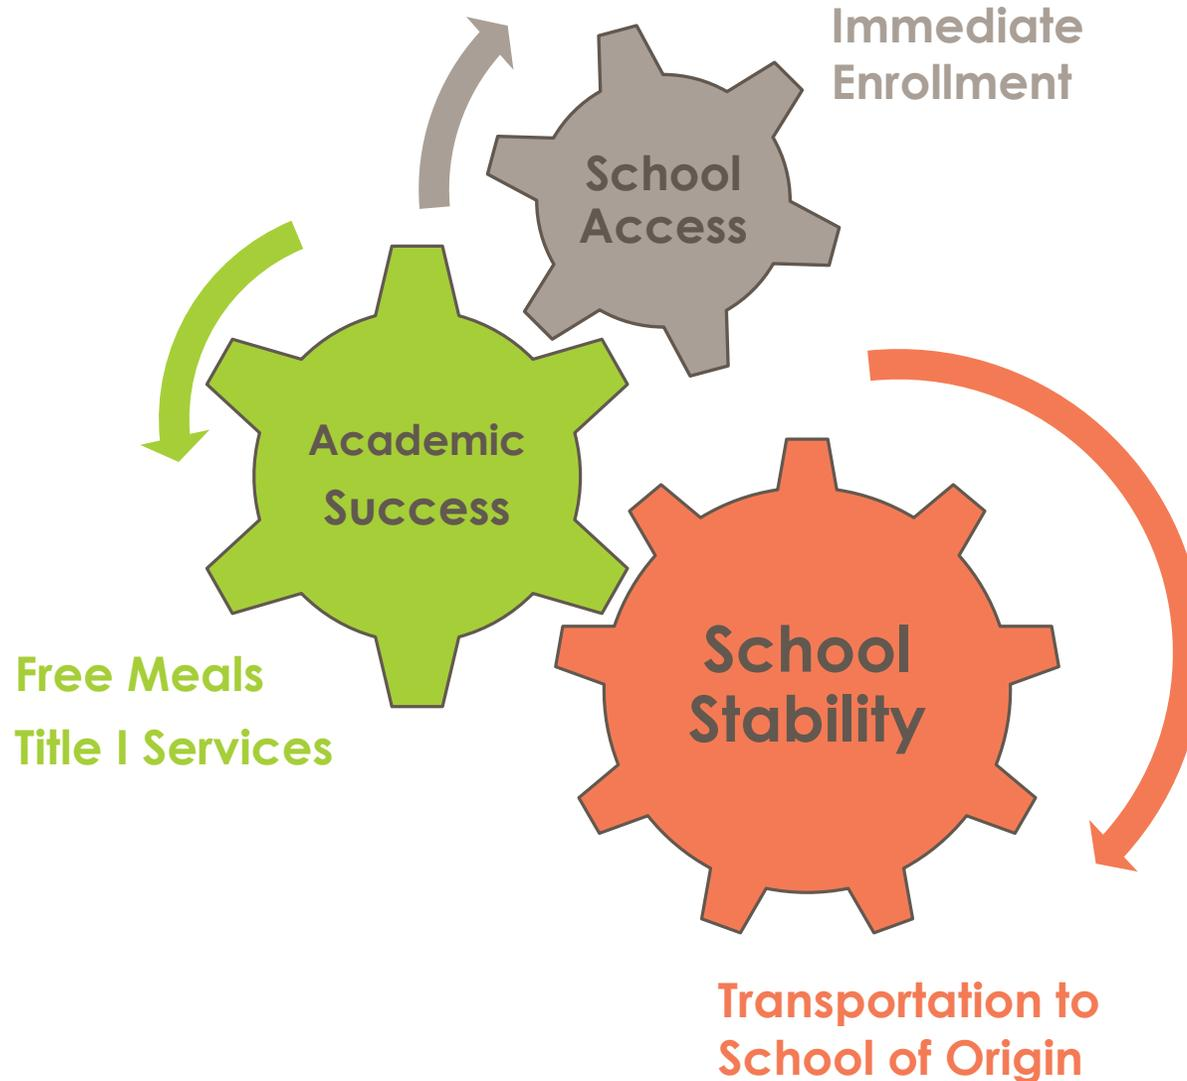 Immediate
Enrollment
School
Access
Academic
Success
School
Stability
Free Meals
Title I Services
Transportation to
School of Origin